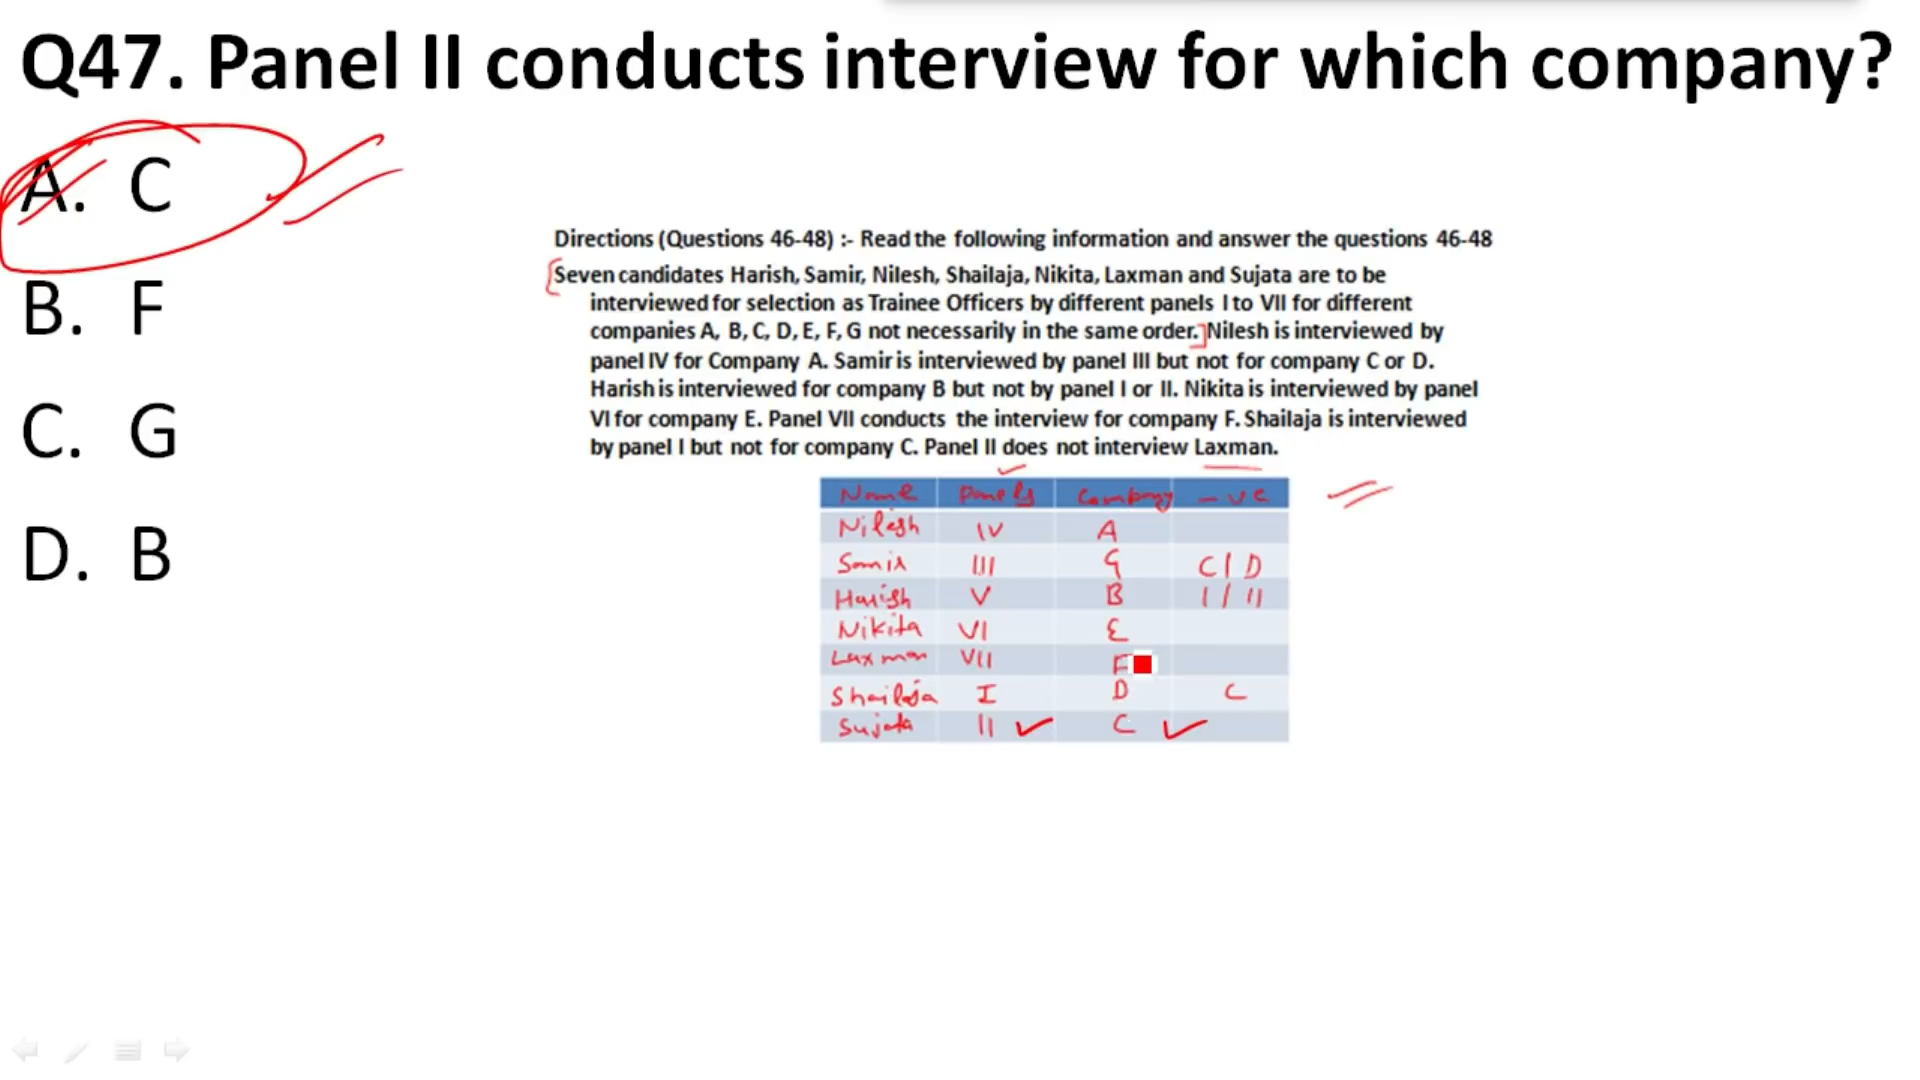 Q47. Panel II conducts interview for which company?
A. C
B. F
C. G
D. B
Directions (Questions 46-48) :- Read the following information and answer the questions 46-48
Seven candidates Harish, Samir, Nilesh, Shailaja, Nikita, Laxman and Sujata are to be
interviewed for selection as Trainee Officers by different panels I to VII for different
companies A, B, C, D, E, F, G not necessarily in the same order. Nilesh is interviewed by
panel IV for Company A. Samir is interviewed by panel III but not for company C or D.
Harish is interviewed for company B but not by panel I or II. Nikita is interviewed by panel
VI for company E. Panel VII conducts the interview for company F. Shailaja is interviewed
by panel I but not for company C. Panel II does not interview Laxman.
Name Panels Company -ve
Nilesh IV A
Samir III G C/D
Harish V B I/II
Nikita VI E
Laxman VII F
Shailaja I D C
Sujata II C